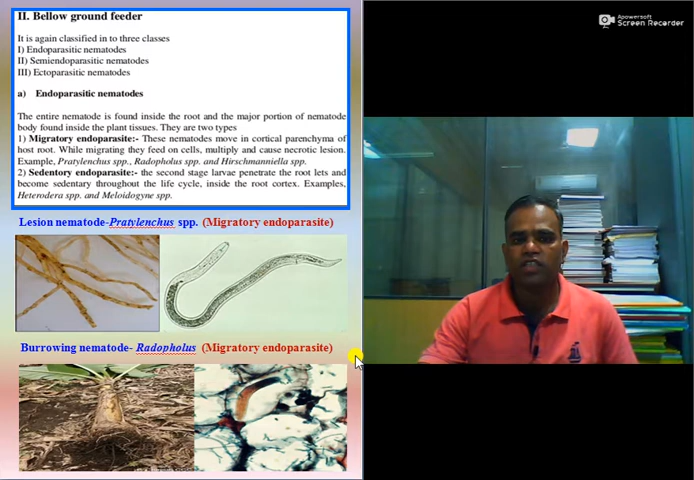 II. Bellow ground feeder
It is again classified in to three classes
I) Endoparasitic nematodes
II) Semiendoparasitic nematodes
III) Ectoparasitic nematodes
a) Endoparasitic nematodes
The entire nematode is found inside the root and the major portion of nematode
body found inside the plant tissues. They are two types
1) Migratory endoparasite:- These nematodes move in cortical parenchyma of
host root. While migrating they feed on cells, multiply and cause necrotic lesion.
Example, Pratylenchus spp., Radopholus spp. and Hirschmanniella spp.
2) Sedentory endoparasite:- the second stage larvae penetrate the root lets and
become sedentary throughout the life cycle, inside the root cortex. Examples,
Heterodera spp. and Meloidogyne spp.
Lesion nematode-Pratylenchus spp. (Migratory endoparasite)
Burrowing nematode- Radopholus (Migratory endoparasite)
Apowersoft
Screen Recorder